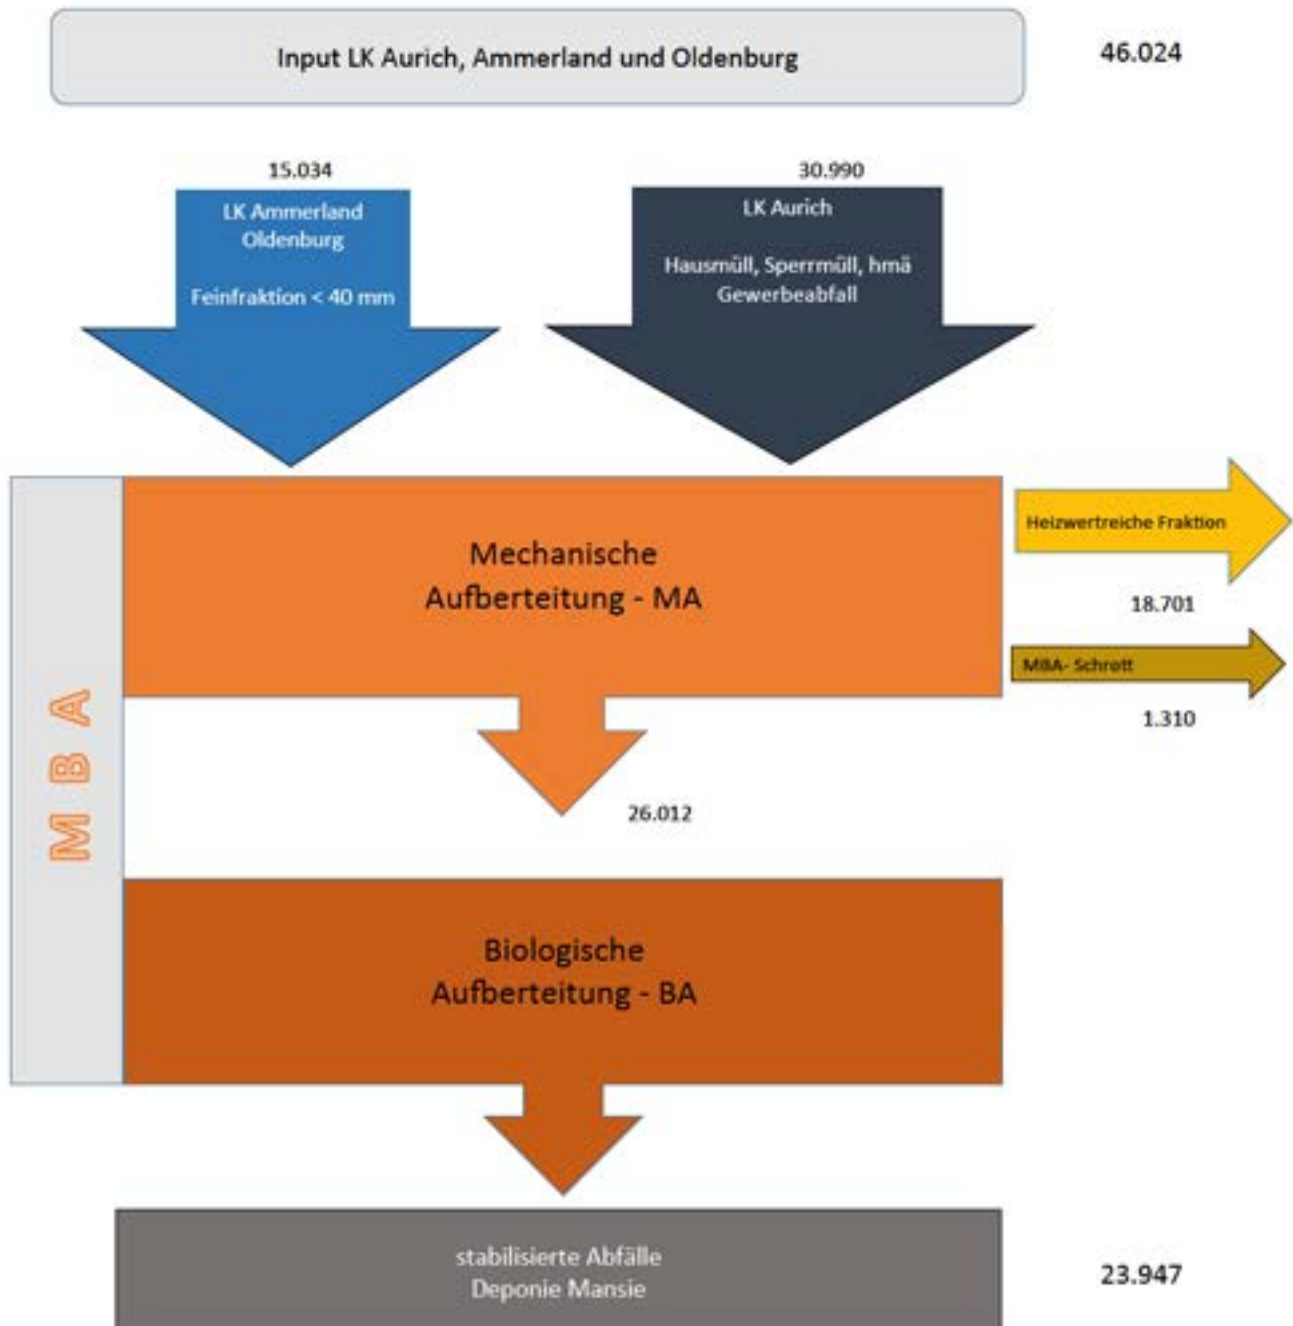 Input LK Aurich, Ammerland und Oldenburg
46.024
15.034
LK Ammerland
Oldenburg
Feinfraktion < 40 mm
30.990
LK Aurich
Hausmüll, Sperrmüll, hmä
Gewerbeabfall
M B A
Mechanische
Aufberteitung - MA
Heizwertreiche Fraktion
18.701
MBA- Schrott
1.310
26.012
Biologische
Aufberteitung - BA
stabilisierte Abfälle
Deponie Mansie
23.947